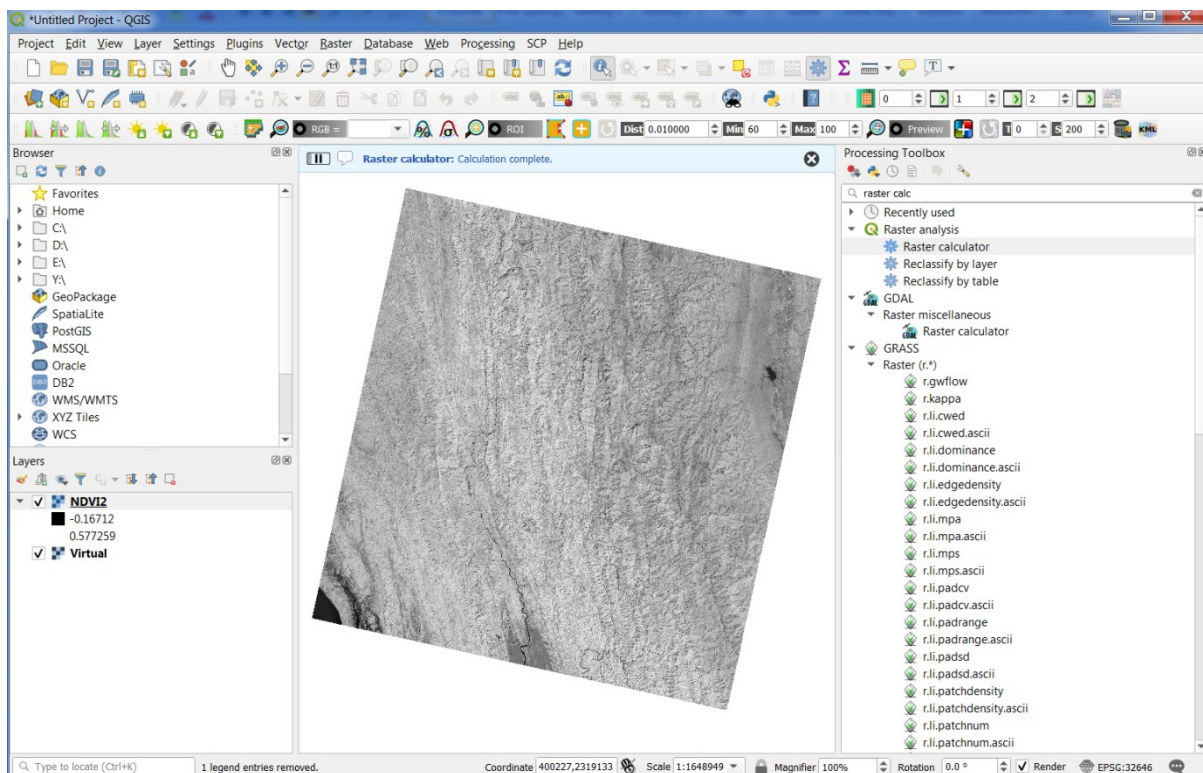 *Untitled Project - QGIS
Project Edit View Layer Settings Plugins Vector Raster Database Web Processing SCP Help
0 1 2
RGB = ROI Dist 0.010000 Min 60 Max 100 Preview T 0 S 200 KML
Browser
Favorites
Home
C:\
D:\
E:\
Y:\
GeoPackage
SpatiaLite
PostGIS
MSSQL
Oracle
DB2
WMS/WMTS
XYZ Tiles
WCS
Layers
NDVI2
-0.16712
0.577259
Virtual
Raster calculator: Calculation complete.
Processing Toolbox
raster calc
Recently used
Raster analysis
Raster calculator
Reclassify by layer
Reclassify by table
GDAL
Raster miscellaneous
Raster calculator
GRASS
Raster (r.*)
r.gwflow
r.kappa
r.li.cwed
r.li.cwed.ascii
r.li.dominance
r.li.dominance.ascii
r.li.edgedensity
r.li.edgedensity.ascii
r.li.mpa
r.li.mpa.ascii
r.li.mps
r.li.mps.ascii
r.li.padcv
r.li.padcv.ascii
r.li.padrange
r.li.padrange.ascii
r.li.padsd
r.li.padsd.ascii
r.li.patchdensity
r.li.patchdensity.ascii
r.li.patchnum
r.li.patchnum.ascii
Type to locate (Ctrl+K) 1 legend entries removed. Coordinate 400227,2319133 Scale 1:1648949 Magnifier 100% Rotation 0.0 ° Render EPSG:32646